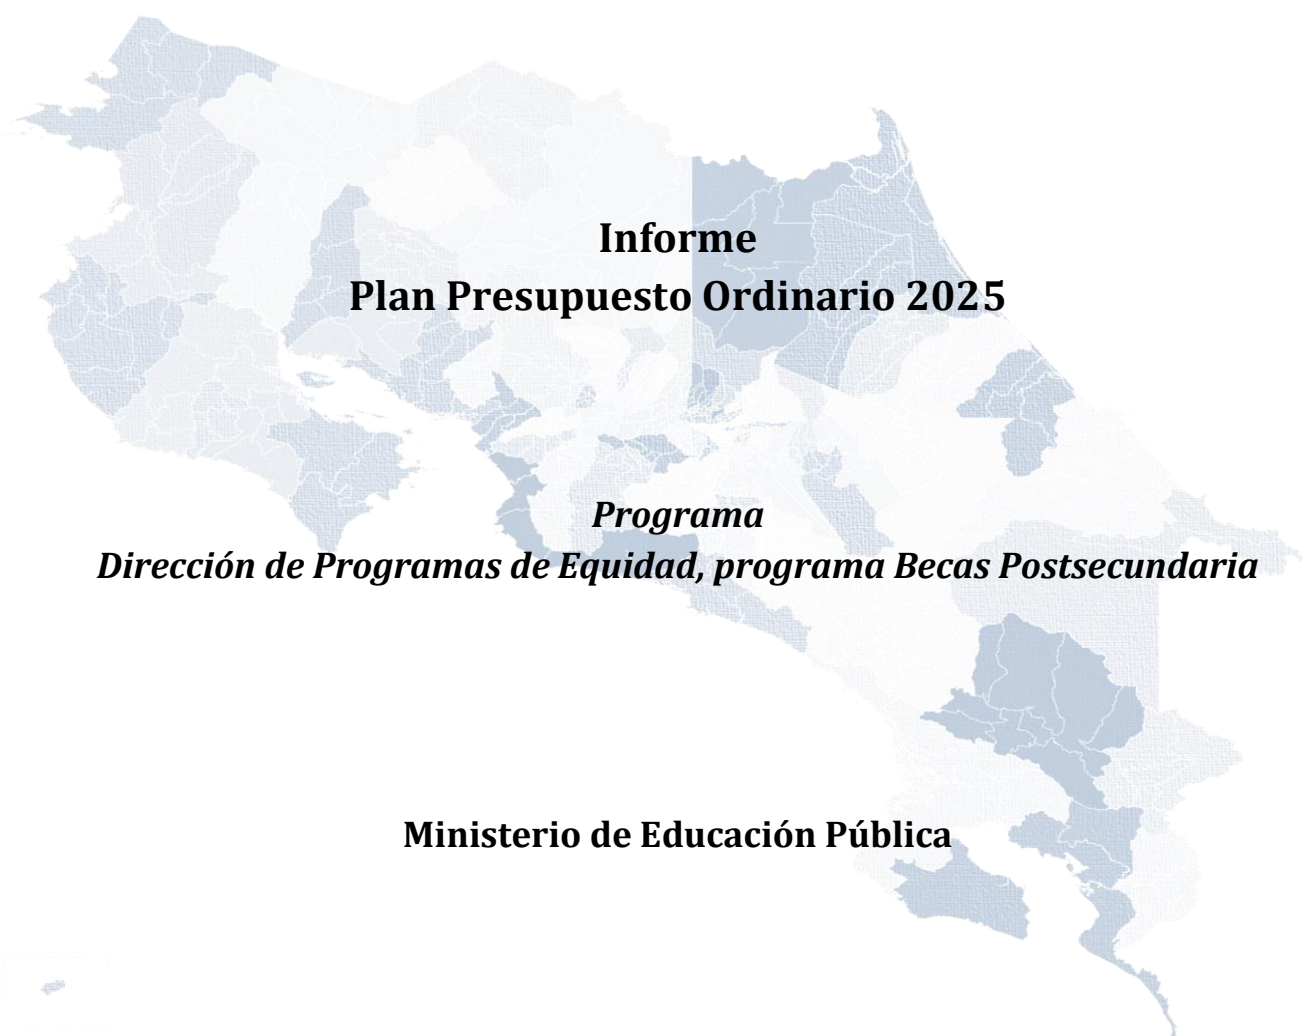 Informe
Plan Presupuesto Ordinario 2025
Programa
Dirección de Programas de Equidad, programa Becas Postsecundaria
Ministerio de Educación Pública